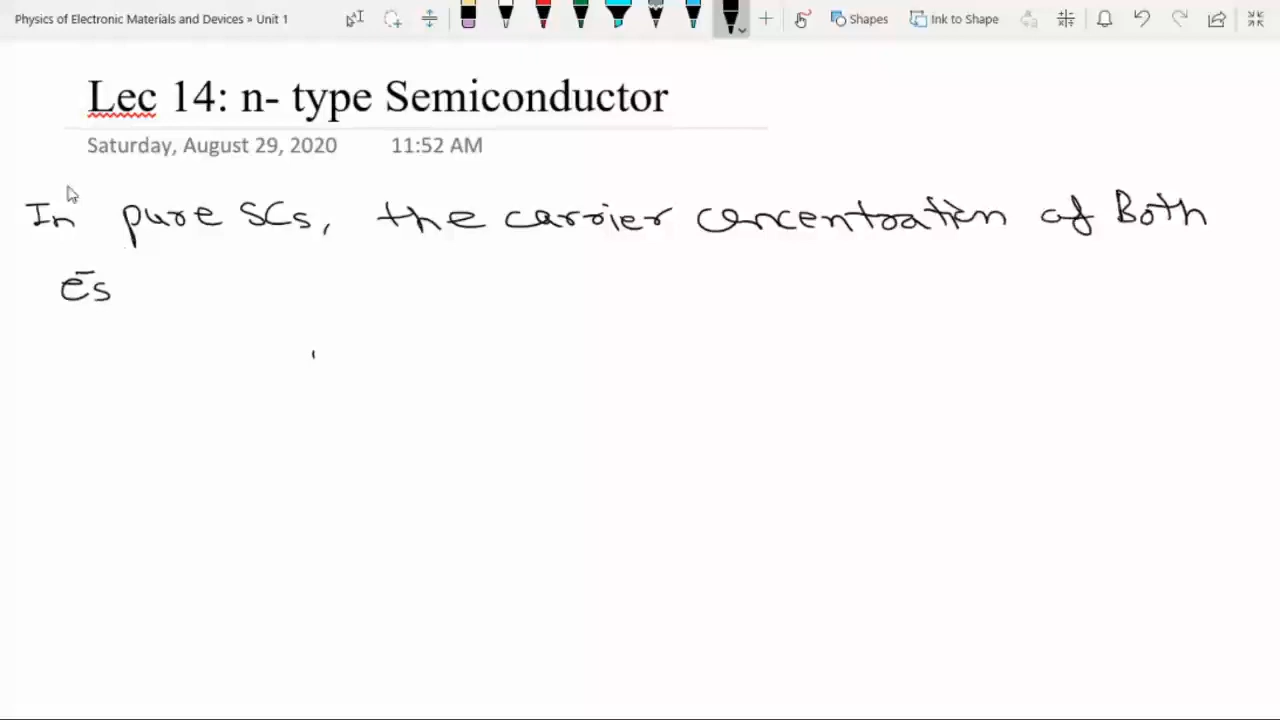 Physics of Electronic Materials and Devices » Unit 1
Shapes
Ink to Shape
Lec 14: n- type Semiconductor
Saturday, August 29, 2020 11:52 AM
In pure SCs, the carrier concentration of Both
e̅s